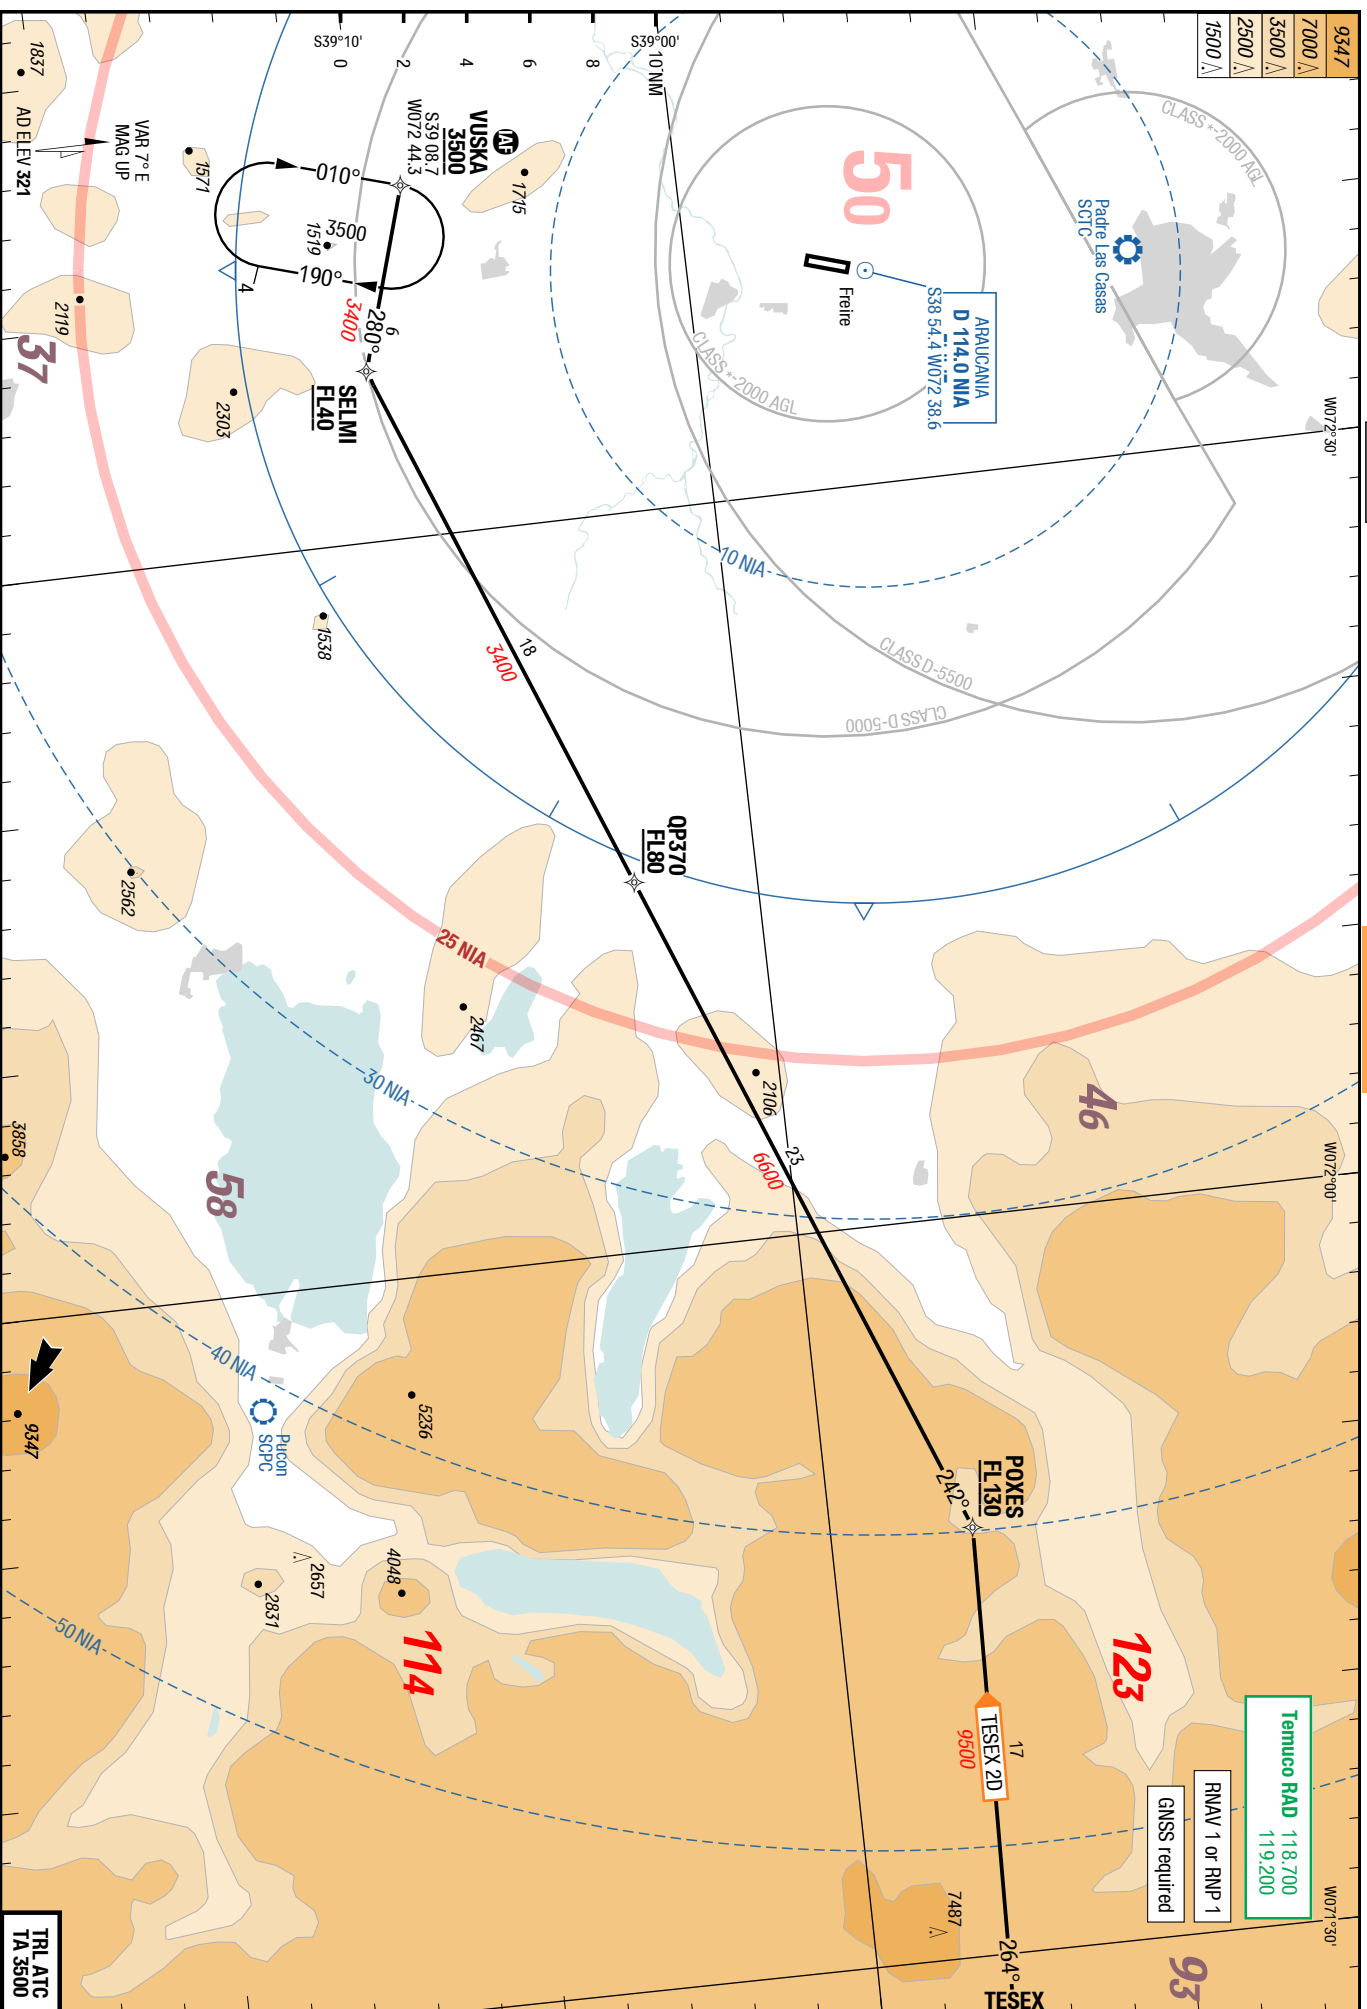 9347
7000
3500
2500
1500
CLASS *-2000 AGL
Padre Las Casas
SCTC
50
Freire
ARAUCANIA
D 114.0 NIA
S38 54.4 W072 38.6
CLASS *-2000 AGL
W072°30'
S39°10'
S39°00'
0
2
4
6
8
10 NM
IAF
VUSKA
3500
S39 08.7
W072 44.3
1837
AD ELEV 321
VAR 7° E
MAG UP
1571
1715
010°
3500
1519
190°
4
2119
37
2303
6
280°
3400
SELMI
FL40
10 NIA
CLASS D-5500
CLASS D-5000
18
3400
1538
QP370
FL80
2562
25 NIA
2467
2106
46
30 NIA
23
6600
W072°00'
3858
58
40 NIA
9347
Pucon
SCPC
5236
POXES
FL130
242°
2657
2831
4048
114
50 NIA
123
17
TESEX 2D
9500
Temuco RAD 118.700
119.200
RNAV 1 or RNP 1
GNSS required
W071°30'
7487
264°
TESEX
93
TRL ATC
TA 3500